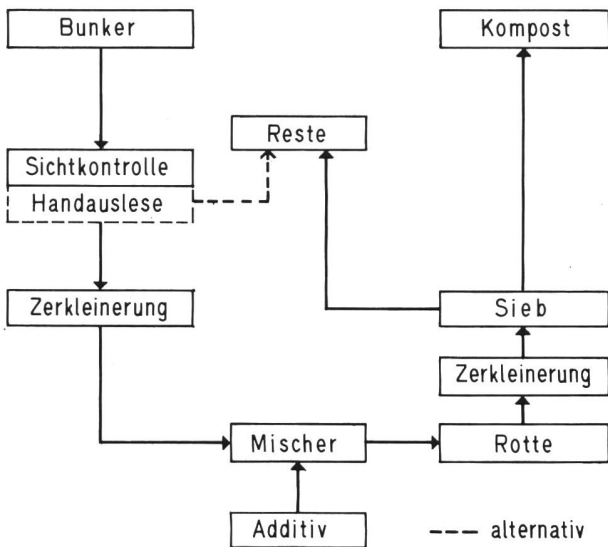 Bunker
Kompost
Reste
Sichtkontrolle
Handauslese
Zerkleinerung
Sieb
Zerkleinerung
Mischer
Rotte
Additiv
alternativ